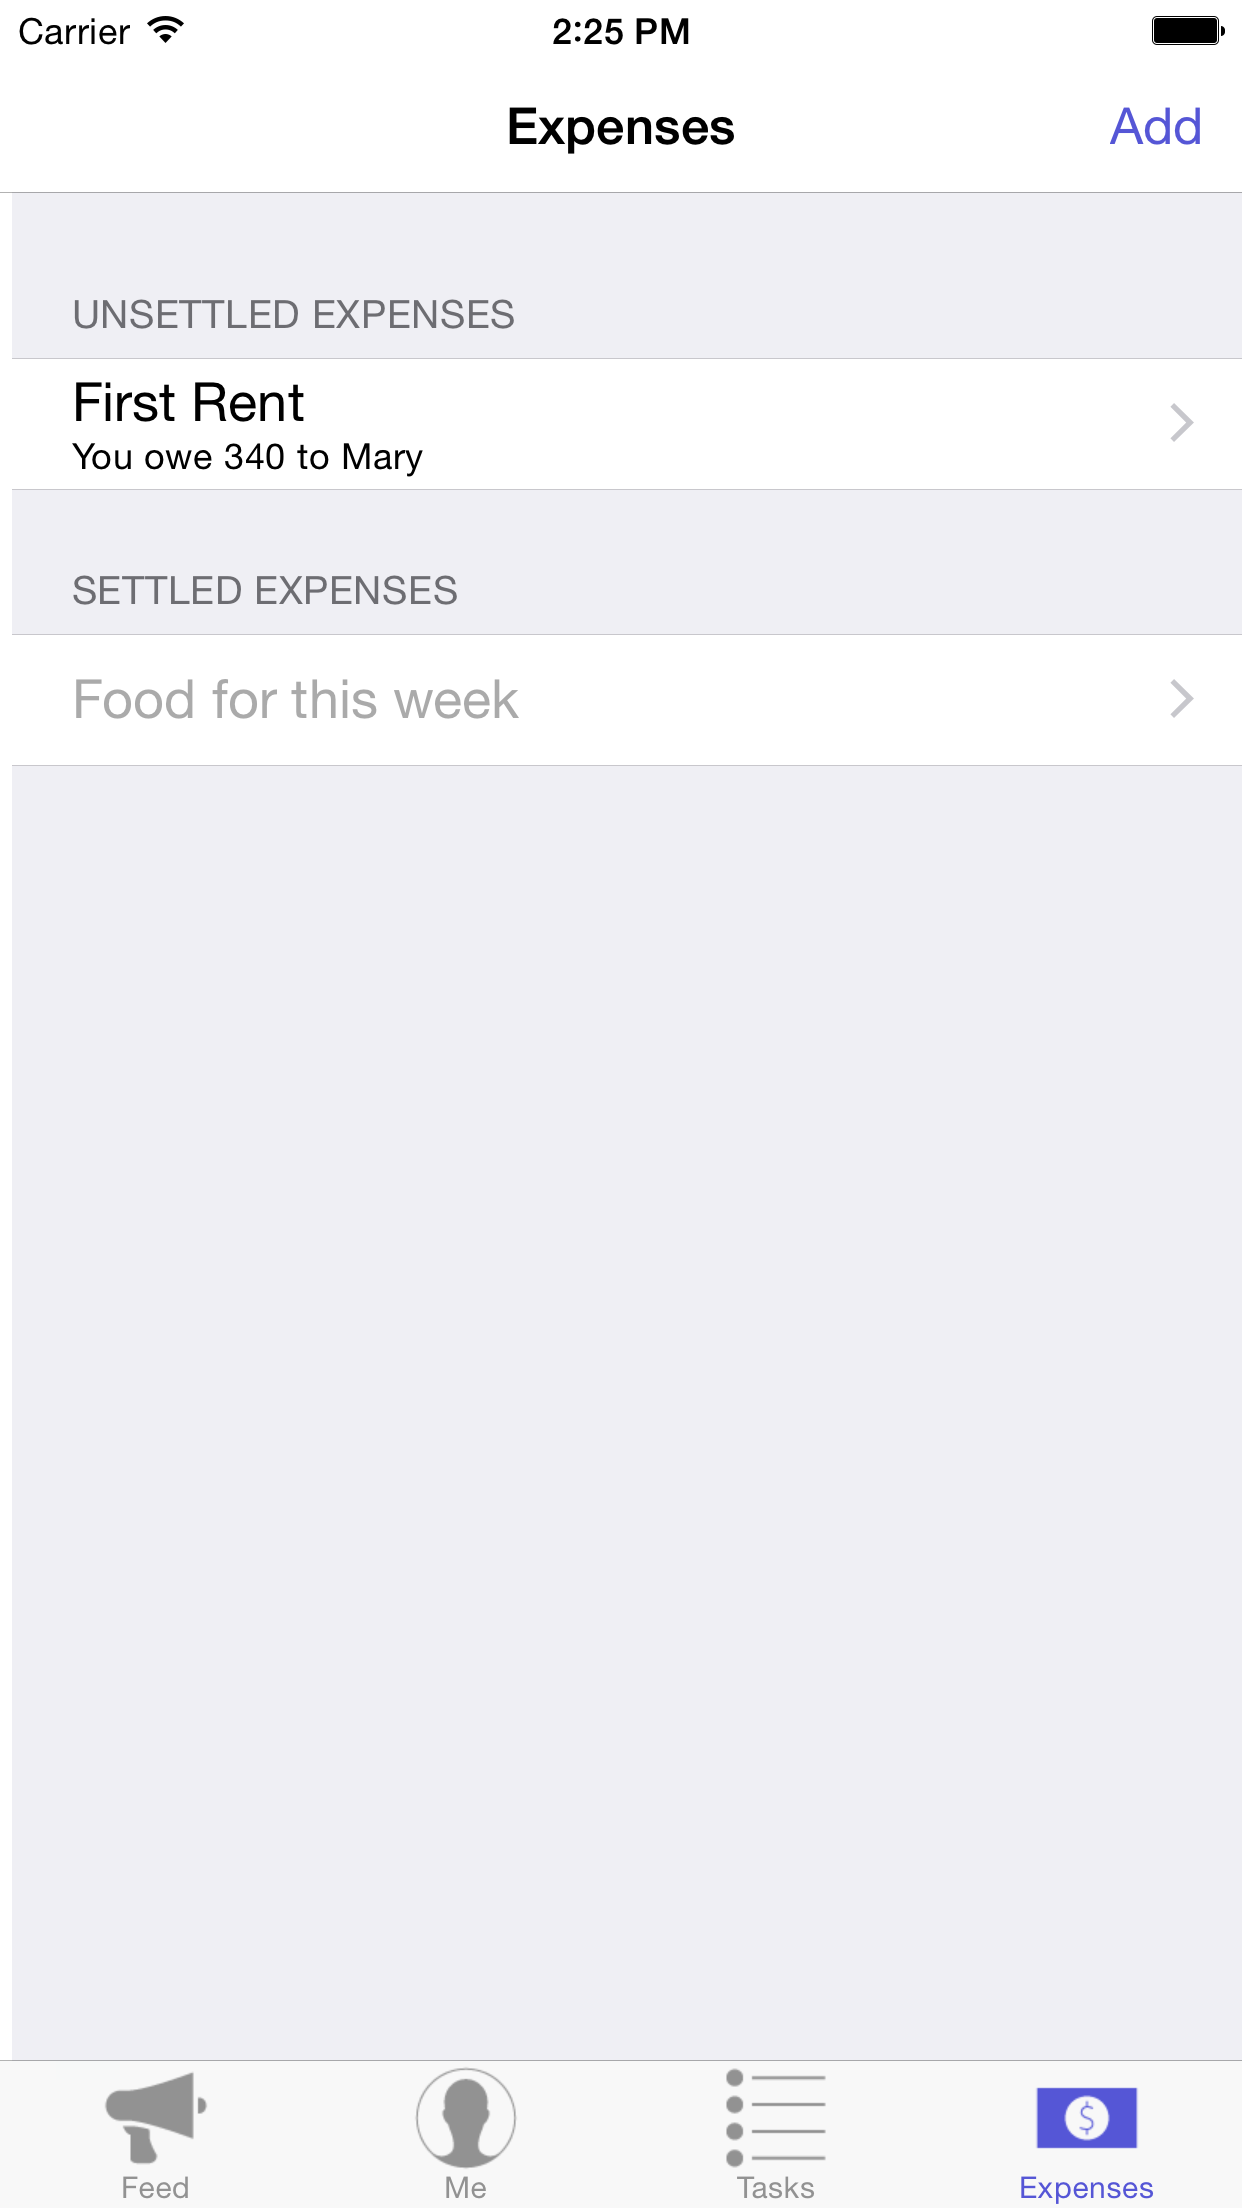 Carrier 2:25 PM
Expenses Add
UNSETTLED EXPENSES
First Rent
You owe 340 to Mary
SETTLED EXPENSES
Food for this week
$
Feed Me Tasks Expenses